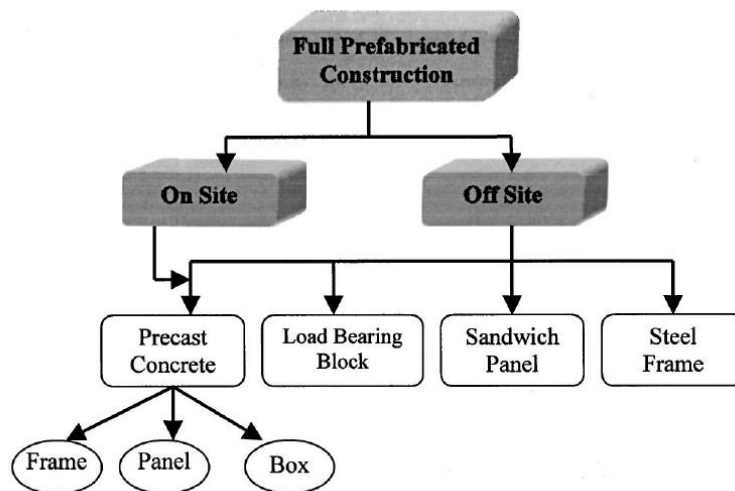 Full Prefabricated
Construction
On Site
Off Site
Precast
Concrete
Load Bearing
Block
Sandwich
Panel
Steel
Frame
Frame
Panel
Box